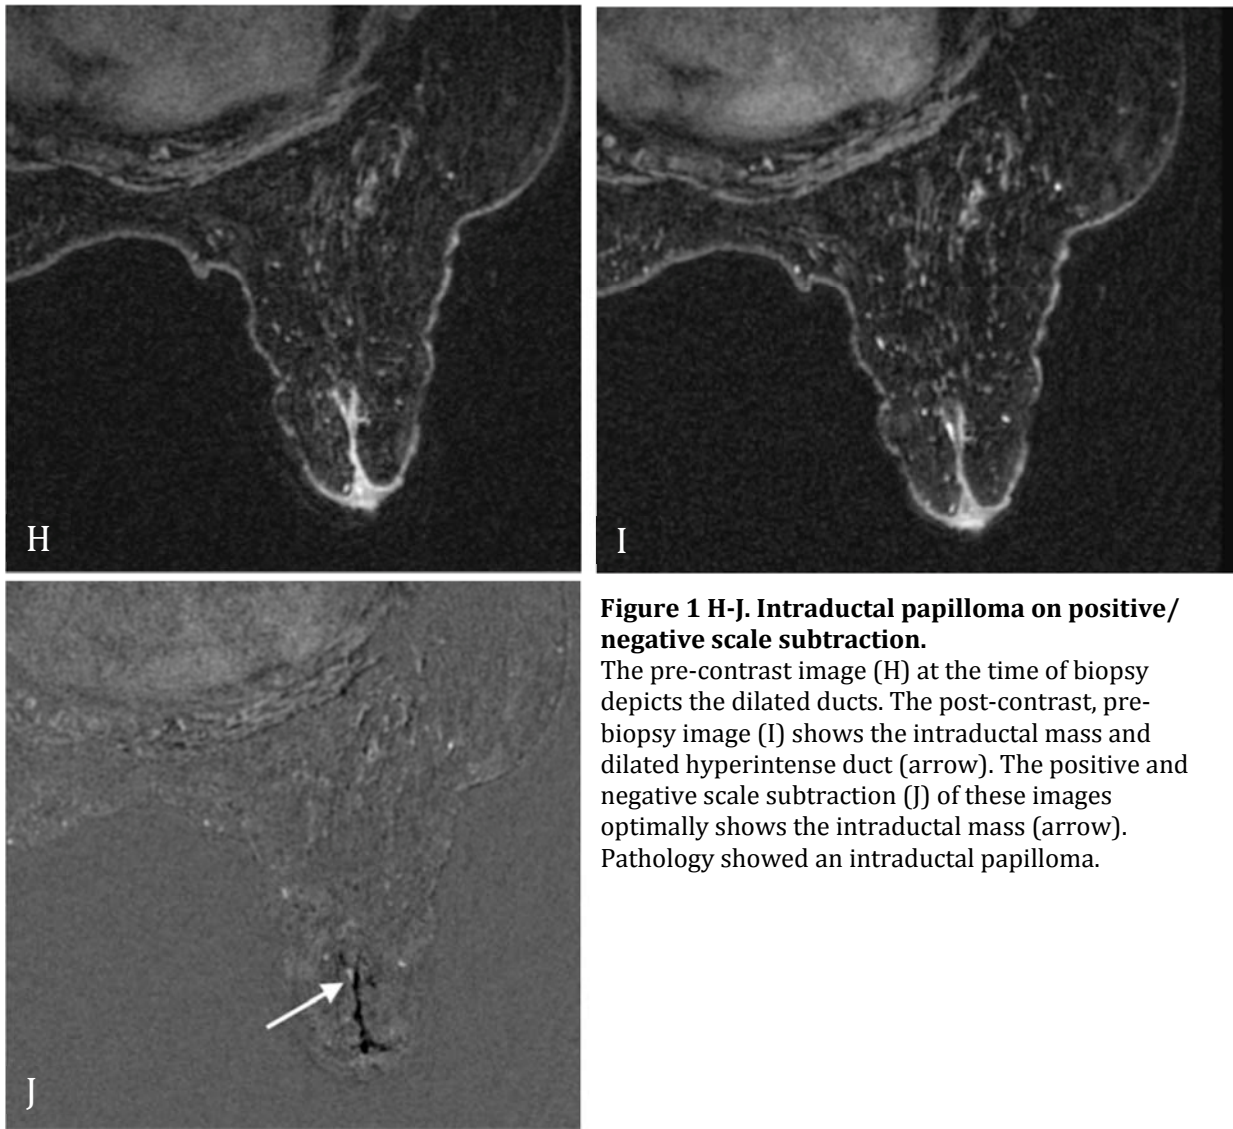 H
I
Figure 1 H-J. Intraductal papilloma on positive/
negative scale subtraction.
The pre-contrast image (H) at the time of biopsy
depicts the dilated ducts. The post-contrast, pre-
biopsy image (I) shows the intraductal mass and
dilated hyperintense duct (arrow). The positive and
negative scale subtraction (J) of these images
optimally shows the intraductal mass (arrow).
Pathology showed an intraductal papilloma.
J